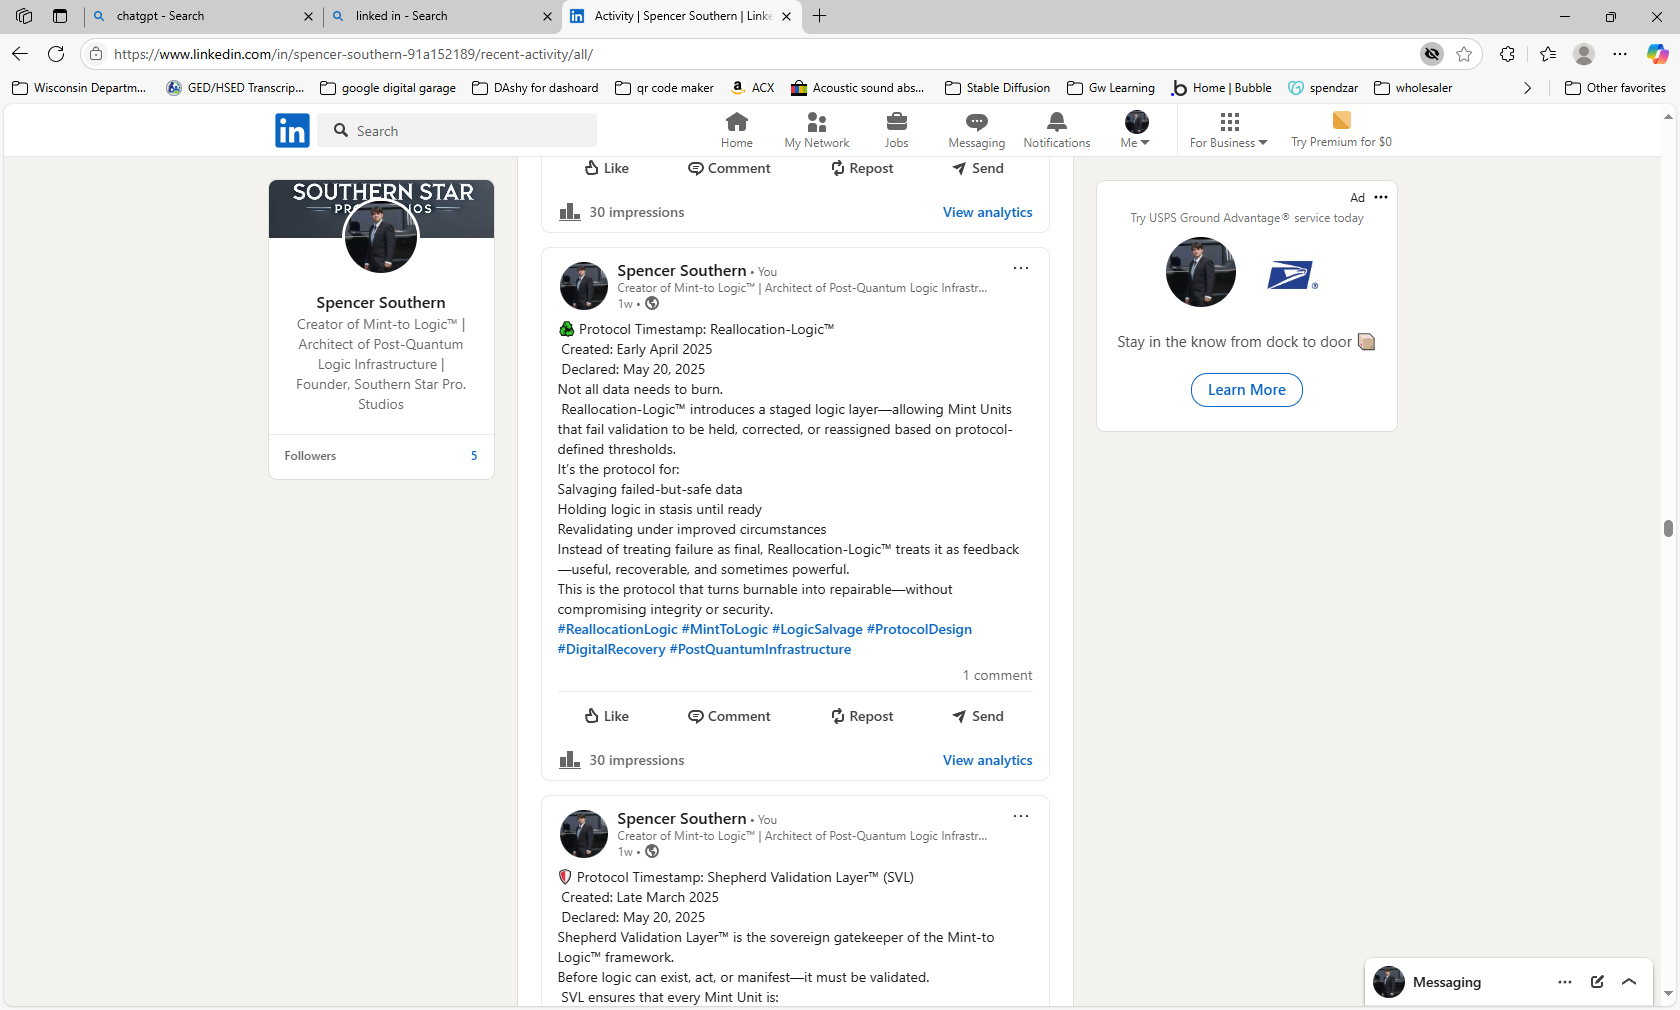 chatgpt - Search
linked in - Search
Activity | Spencer Southern | Linke
https://www.linkedin.com/in/spencer-southern-91a152189/recent-activity/all/
Wisconsin Departm...
GED/HSED Transcrip...
google digital garage
DAshy for dashoard
qr code maker
ACX
Acoustic sound abs...
Stable Diffusion
Gw Learning
Home | Bubble
spendzar
wholesaler
Other favorites
in
Search
Home
My Network
Jobs
Messaging
Notifications
Me
For Business
Try Premium for $0
SOUTHERN STAR
Spencer Southern
Creator of Mint-to Logic™ |
Architect of Post-Quantum
Logic Infrastructure |
Founder, Southern Star Pro.
Studios
Followers 5
Like Comment Repost Send
30 impressions View analytics
Spencer Southern • You
Creator of Mint-to Logic™ | Architect of Post-Quantum Logic Infrastr...
1w •
Protocol Timestamp: Reallocation-Logic™
Created: Early April 2025
Declared: May 20, 2025
Not all data needs to burn.
Reallocation-Logic™ introduces a staged logic layer—allowing Mint Units
that fail validation to be held, corrected, or reassigned based on protocol-
defined thresholds.
It’s the protocol for:
Salvaging failed-but-safe data
Holding logic in stasis until ready
Revalidating under improved circumstances
Instead of treating failure as final, Reallocation-Logic™ treats it as feedback
—useful, recoverable, and sometimes powerful.
This is the protocol that turns burnable into repairable—without
compromising integrity or security.
#ReallocationLogic #MintToLogic #LogicSalvage #ProtocolDesign
#DigitalRecovery #PostQuantumInfrastructure
1 comment
Like Comment Repost Send
30 impressions View analytics
Spencer Southern • You
Creator of Mint-to Logic™ | Architect of Post-Quantum Logic Infrastr...
1w •
Protocol Timestamp: Shepherd Validation Layer™ (SVL)
Created: Late March 2025
Declared: May 20, 2025
Shepherd Validation Layer™ is the sovereign gatekeeper of the Mint-to
Logic™ framework.
Before logic can exist, act, or manifest—it must be validated.
SVL ensures that every Mint Unit is:
Ad
Try USPS Ground Advantage® service today
Stay in the know from dock to door
Learn More
Messaging